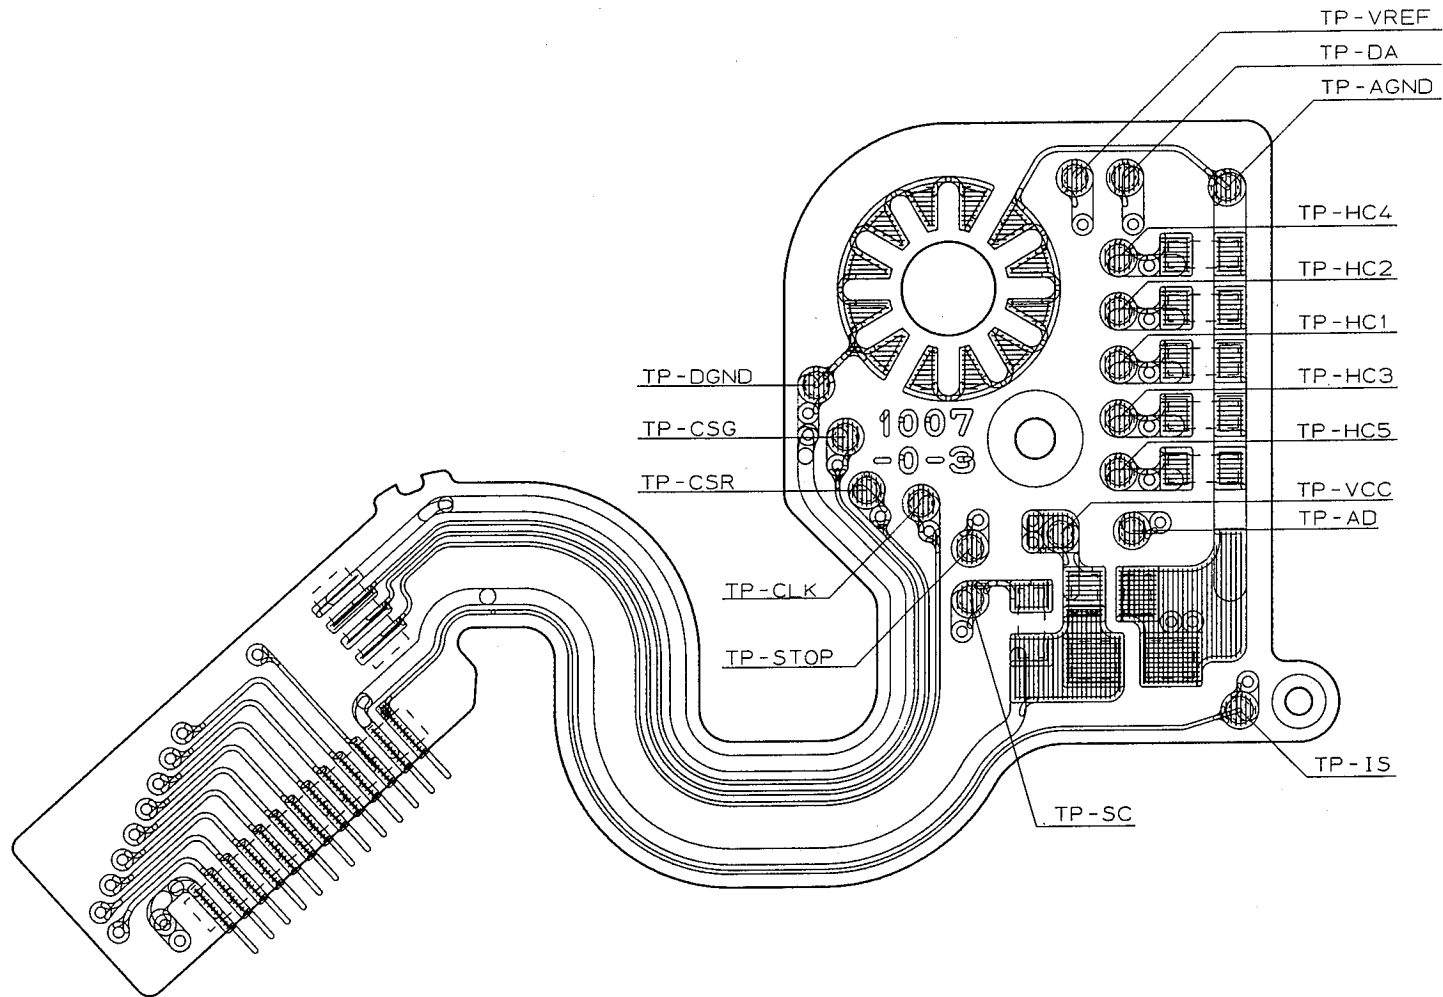 TP-VREF
TP-DA
TP-AGND
TP-HC4
TP-HC2
TP-HC1
TP-DGND
TP-HC3
1007
TP-CSG
TP-HC5
-0-3
TP-CSR
TP-VCC
TP-AD
TP-CLK
TP-STOP
TP-IS
TP-SC